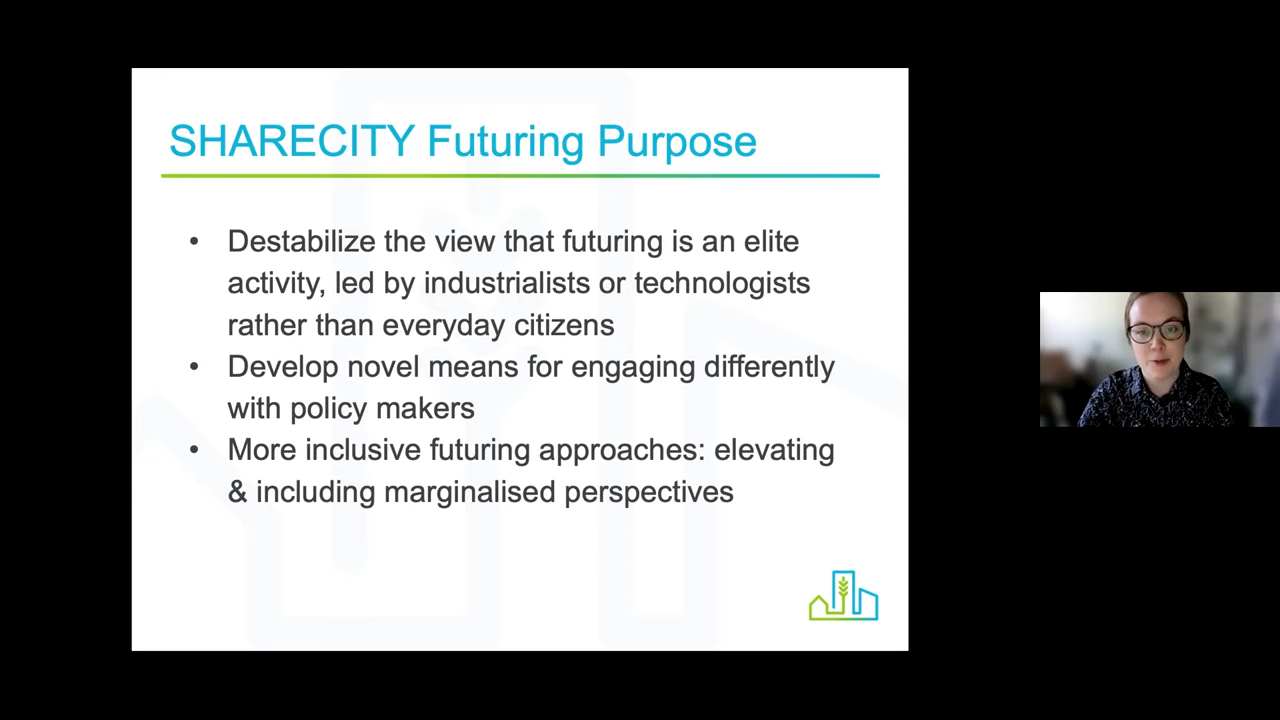 SHARECITY Futuring Purpose
• Destabilize the view that futuring is an elite
activity, led by industrialists or technologists
rather than everyday citizens
• Develop novel means for engaging differently
with policy makers
• More inclusive futuring approaches: elevating
& including marginalised perspectives